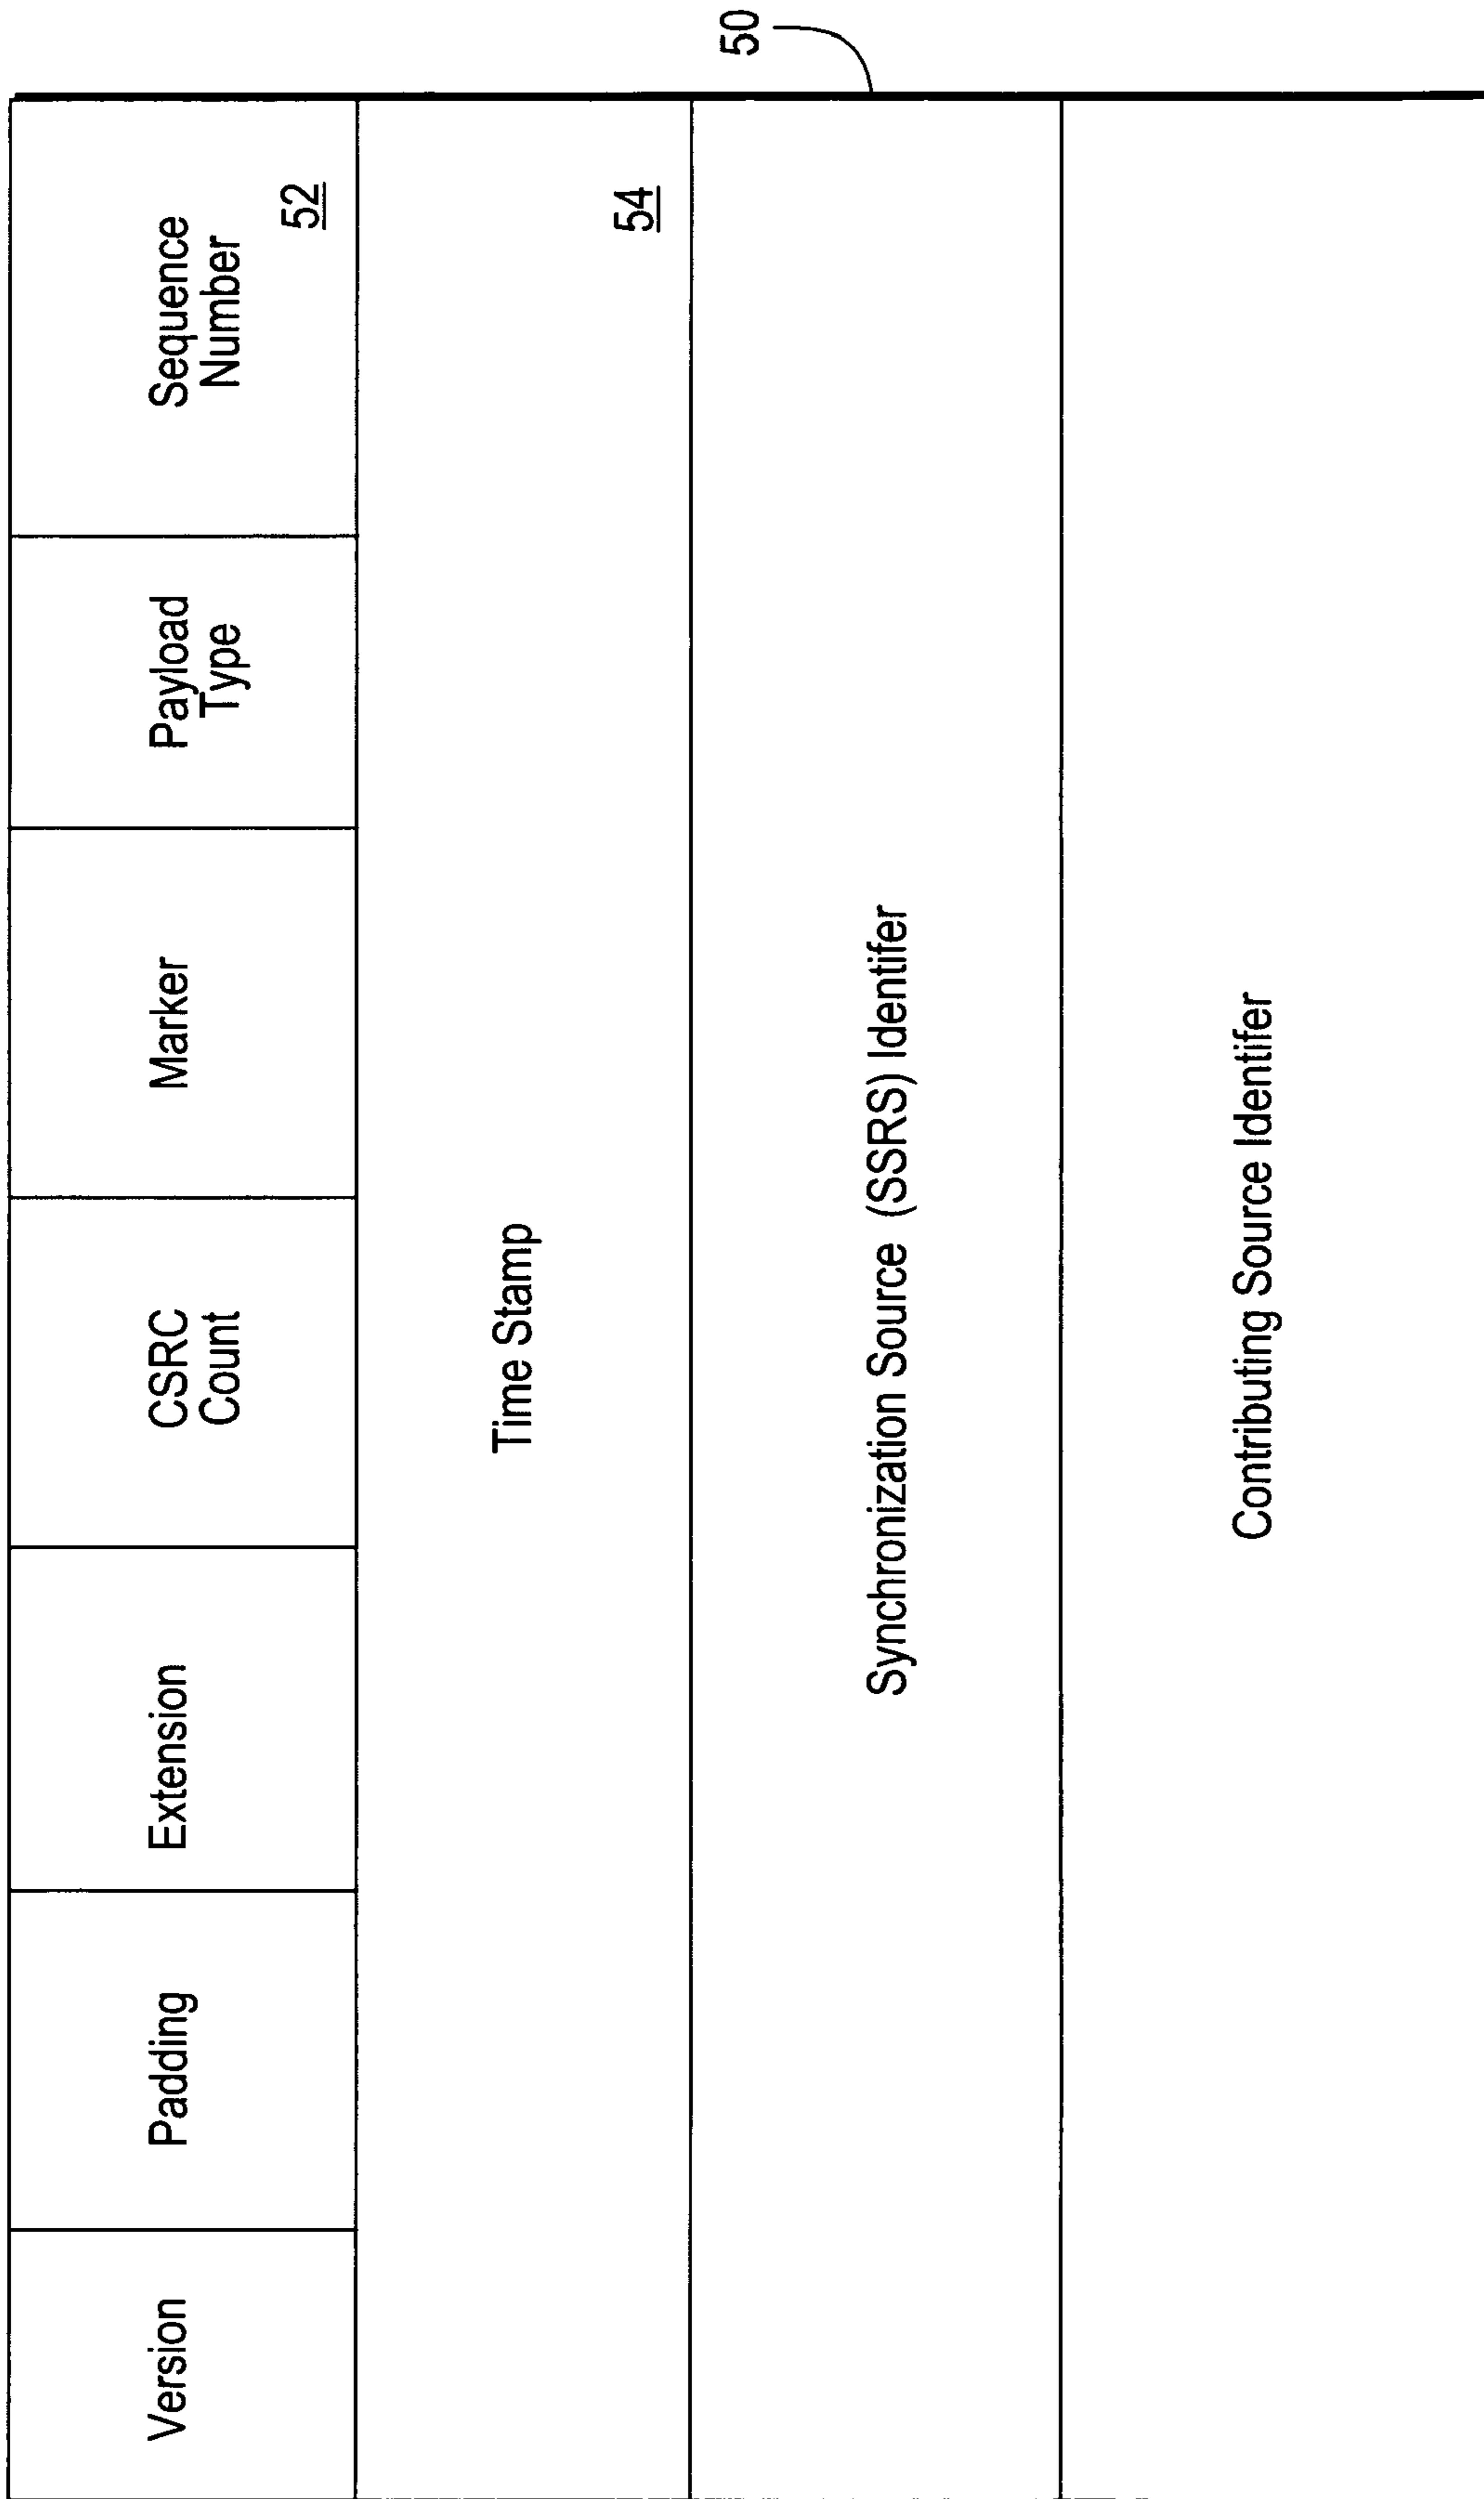 Version
Padding
Extension
CSRC
Count
Marker
Payload
Type
Sequence
Number
52
Time Stamp
54
Synchronization Source (SSRS) Identifer
50
Contributing Source Identifer